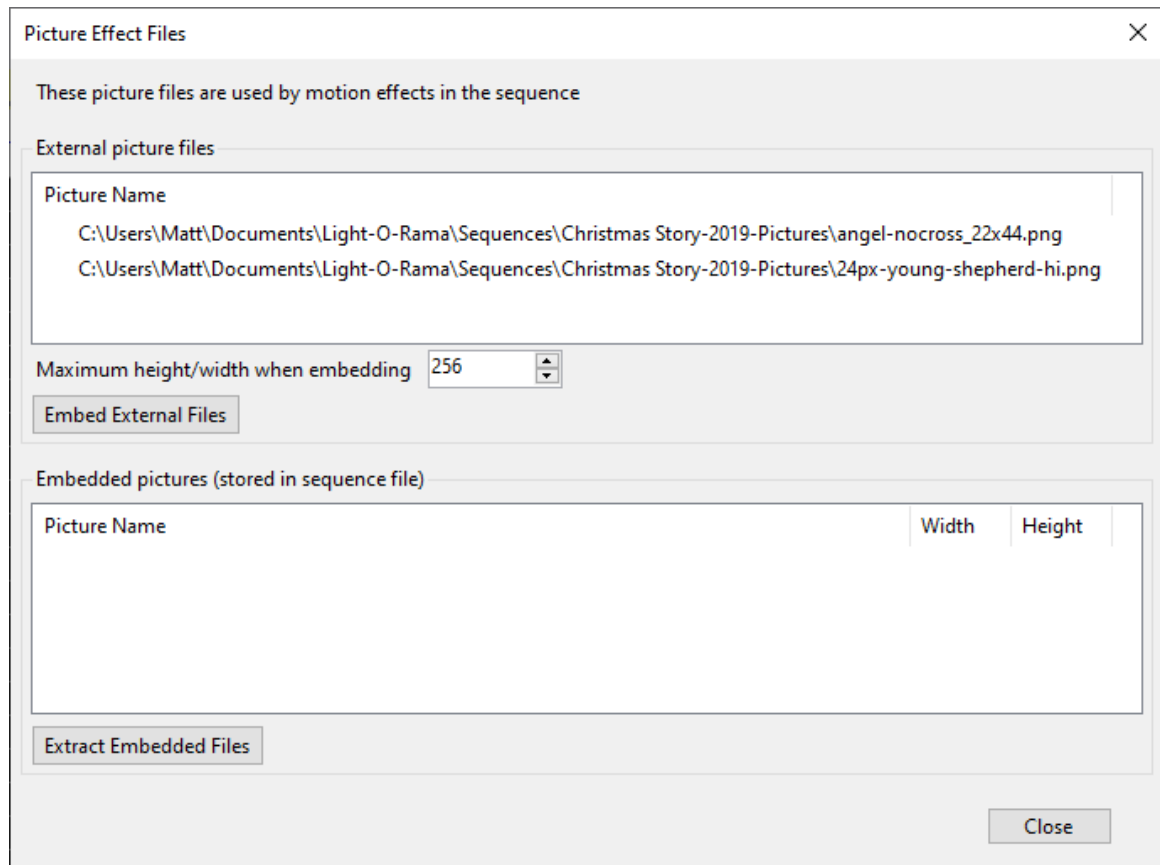 Picture Effect Files
These picture files are used by motion effects in the sequence
External picture files
Picture Name
C:\Users\Matt\Documents\Light-O-Rama\Sequences\Christmas Story-2019-Pictures\angel-nocross_22x44.png
C:\Users\Matt\Documents\Light-O-Rama\Sequences\Christmas Story-2019-Pictures\24px-young-shepherd-hi.png
Maximum height/width when embedding 256
Embed External Files
Embedded pictures (stored in sequence file)
Picture Name Width Height
Extract Embedded Files
Close